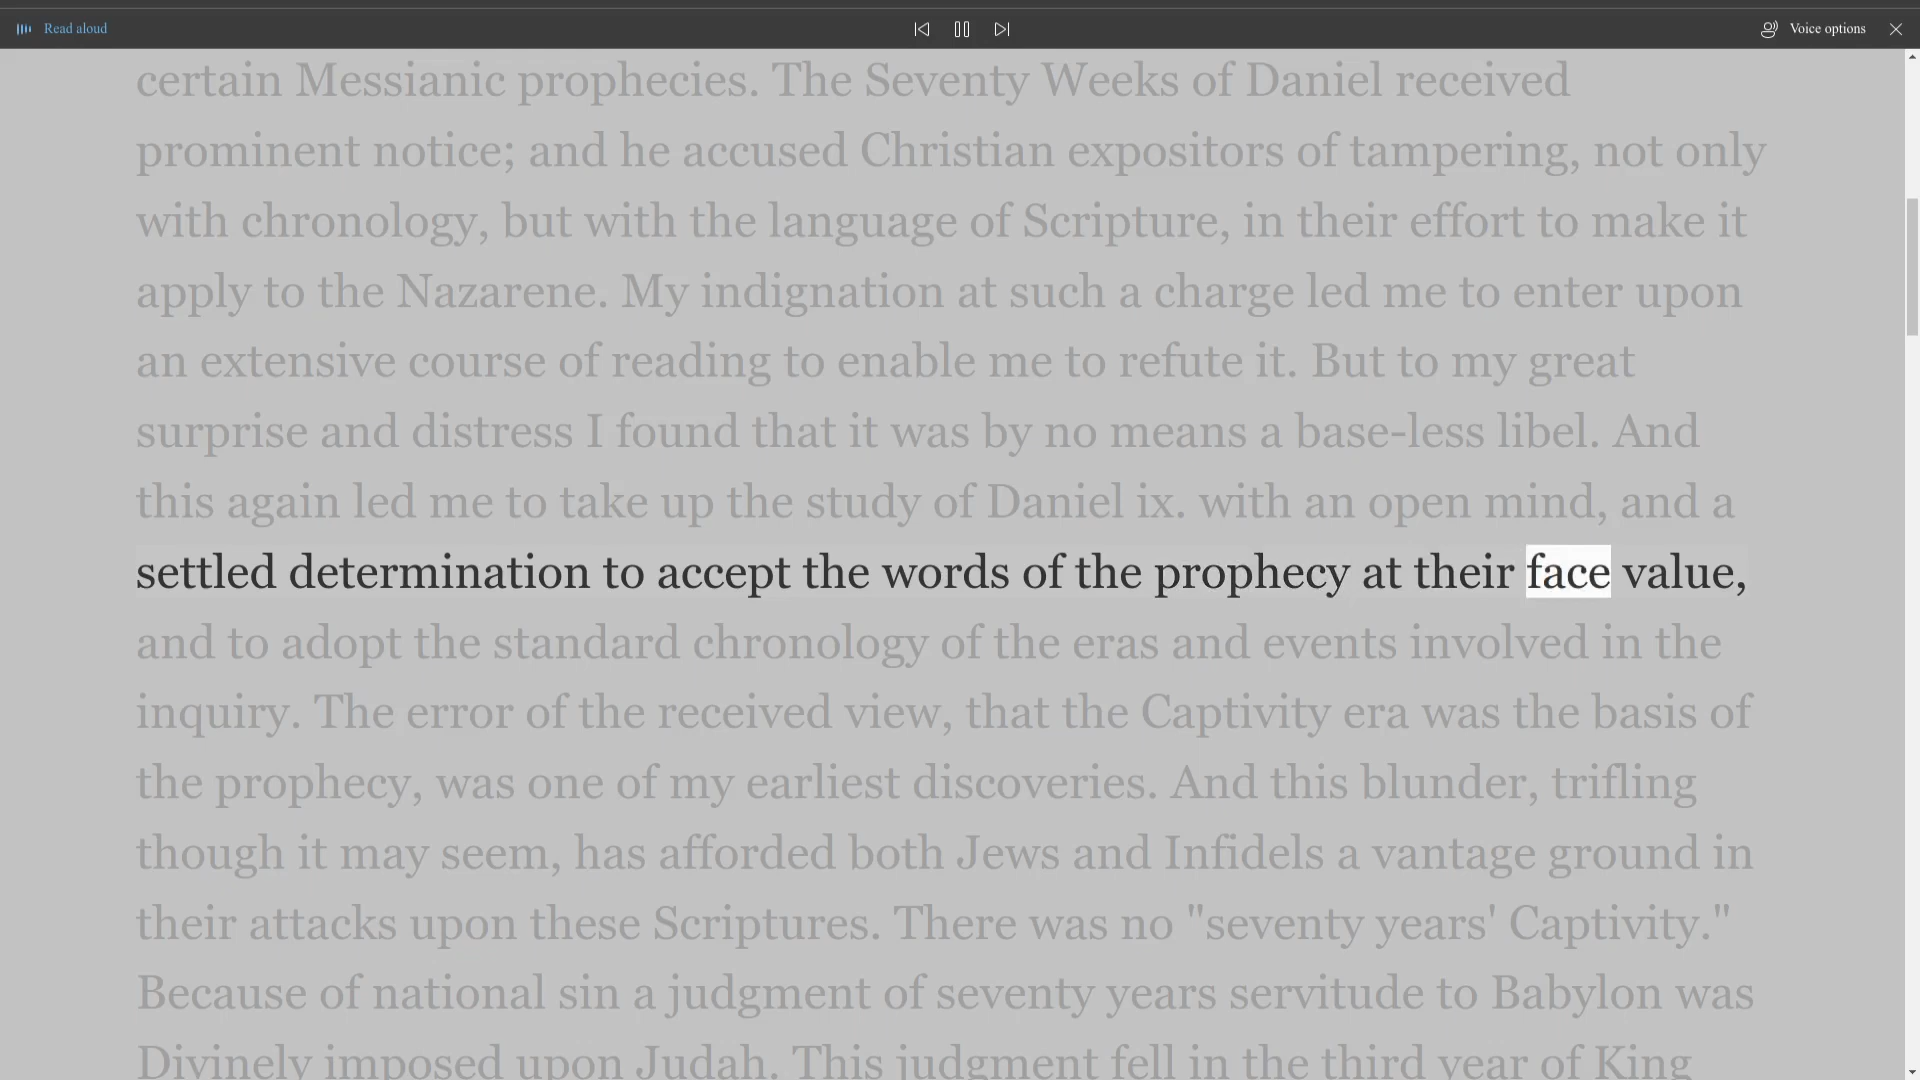 Read aloud
Voice options
certain Messianic prophecies. The Seventy Weeks of Daniel received
prominent notice; and he accused Christian expositors of tampering, not only
with chronology, but with the language of Scripture, in their effort to make it
apply to the Nazarene. My indignation at such a charge led me to enter upon
an extensive course of reading to enable me to refute it. But to my great
surprise and distress I found that it was by no means a base-less libel. And
this again led me to take up the study of Daniel ix. with an open mind, and a
settled determination to accept the words of the prophecy at their face value,
and to adopt the standard chronology of the eras and events involved in the
inquiry. The error of the received view, that the Captivity era was the basis of
the prophecy, was one of my earliest discoveries. And this blunder, trifling
though it may seem, has afforded both Jews and Infidels a vantage ground in
their attacks upon these Scriptures. There was no "seventy years' Captivity."
Because of national sin a judgment of seventy years servitude to Babylon was
Divinely imposed upon Judah. This judgment fell in the third year of King